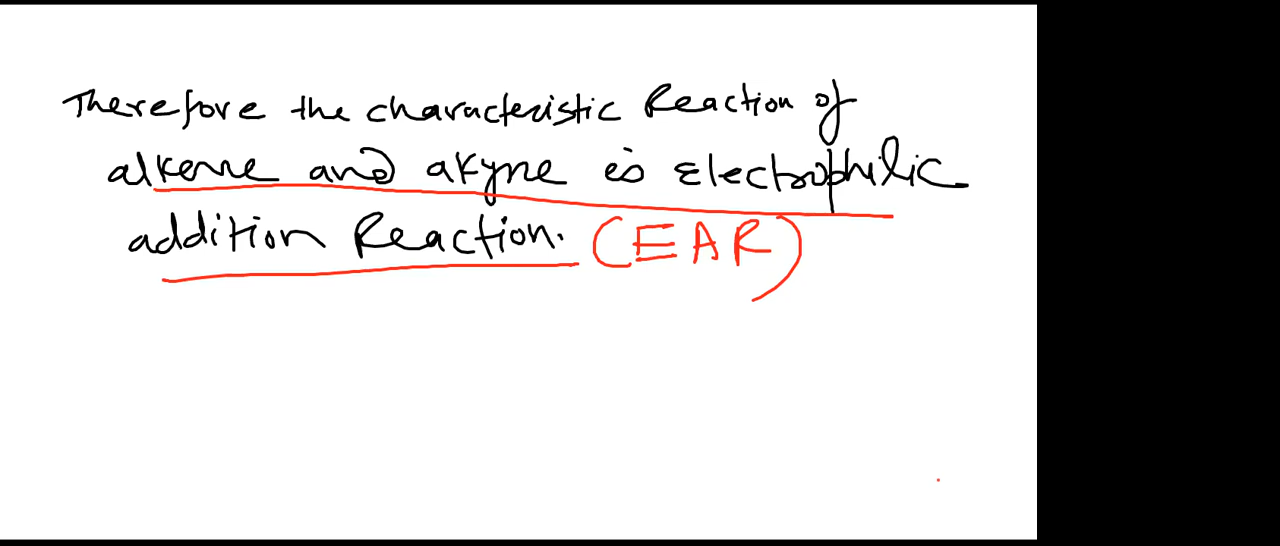 Therefore the characteristic Reaction of
alkene and akyne is Electrophilic
addition Reaction. (EAR)